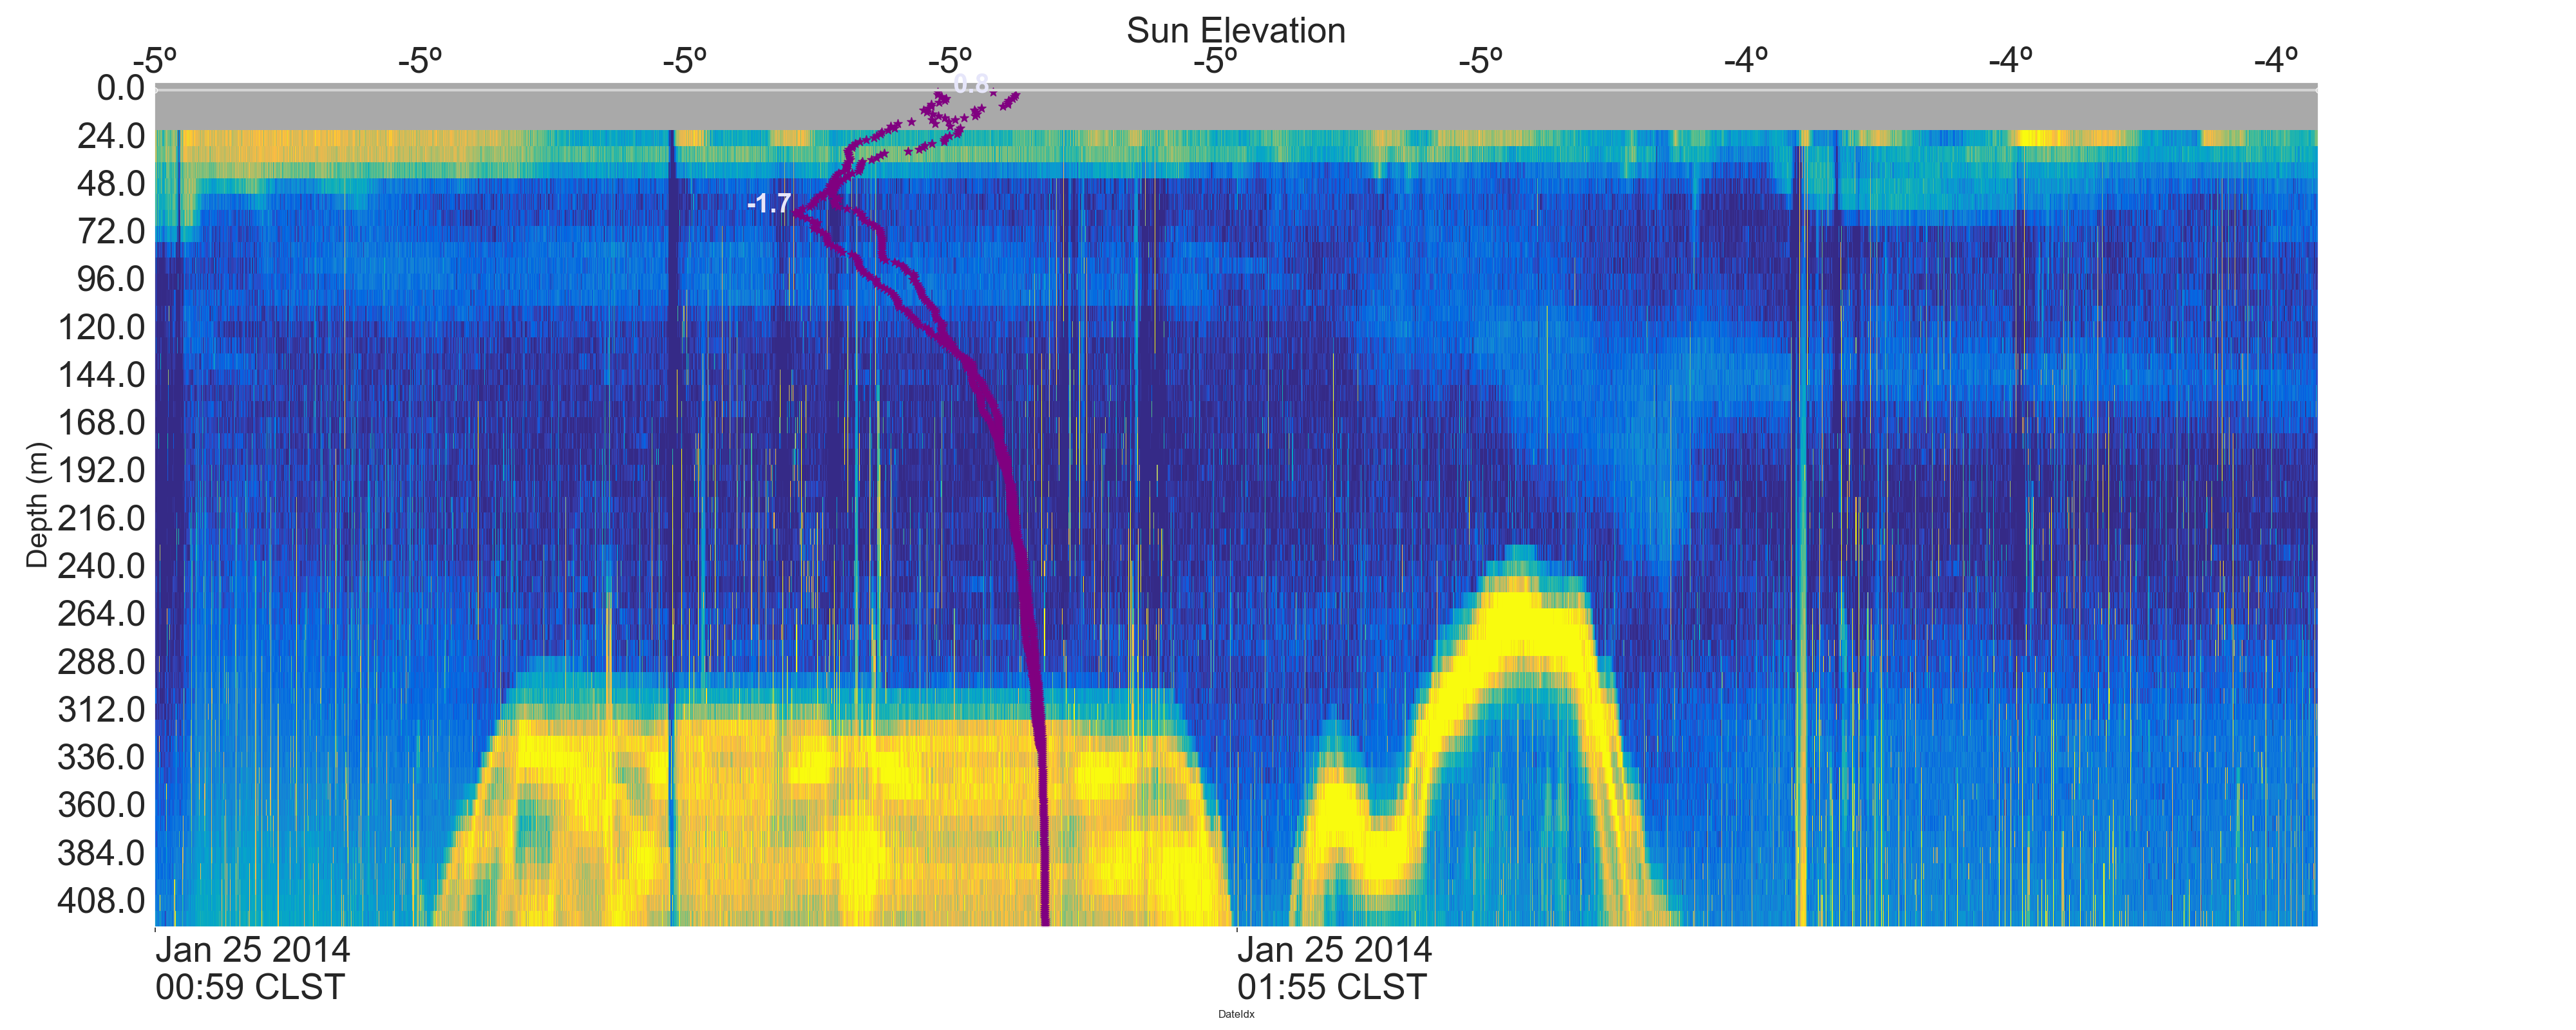 Sun Elevation
-5º -5º -5º -5º -5º -5º -4º -4º -4º
0.0
0.8
24.0
48.0
-1.7
72.0
96.0
120.0
144.0
168.0
192.0
216.0
240.0
264.0
288.0
312.0
336.0
360.0
384.0
408.0
Depth (m)
Jan 25 2014
00:59 CLST
Jan 25 2014
01:55 CLST
DateIdx